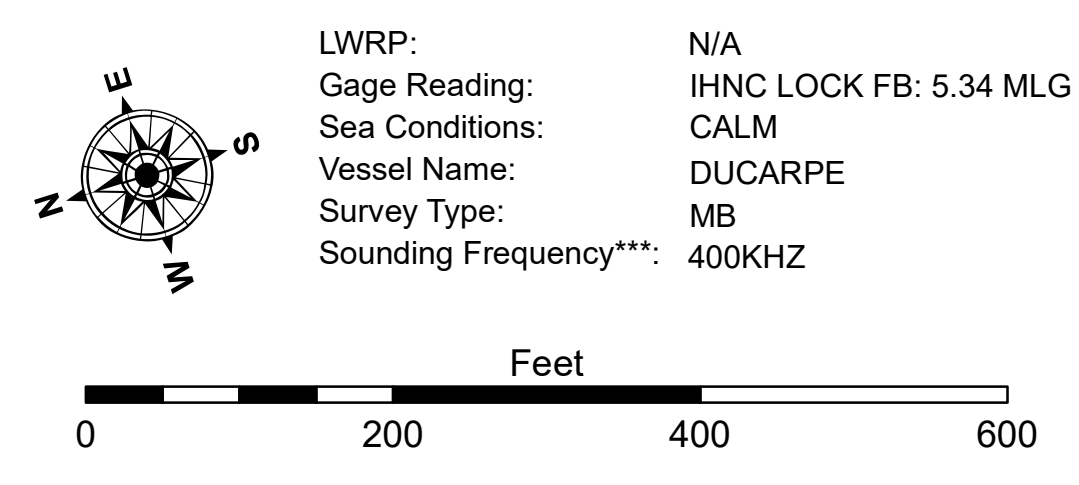 E
S
N
W
LWRP: N/A
Gage Reading: IHNC LOCK FB: 5.34 MLG
Sea Conditions: CALM
Vessel Name: DUCARPE
Survey Type: MB
Sounding Frequency***: 400KHZ
Feet
0 200 400 600